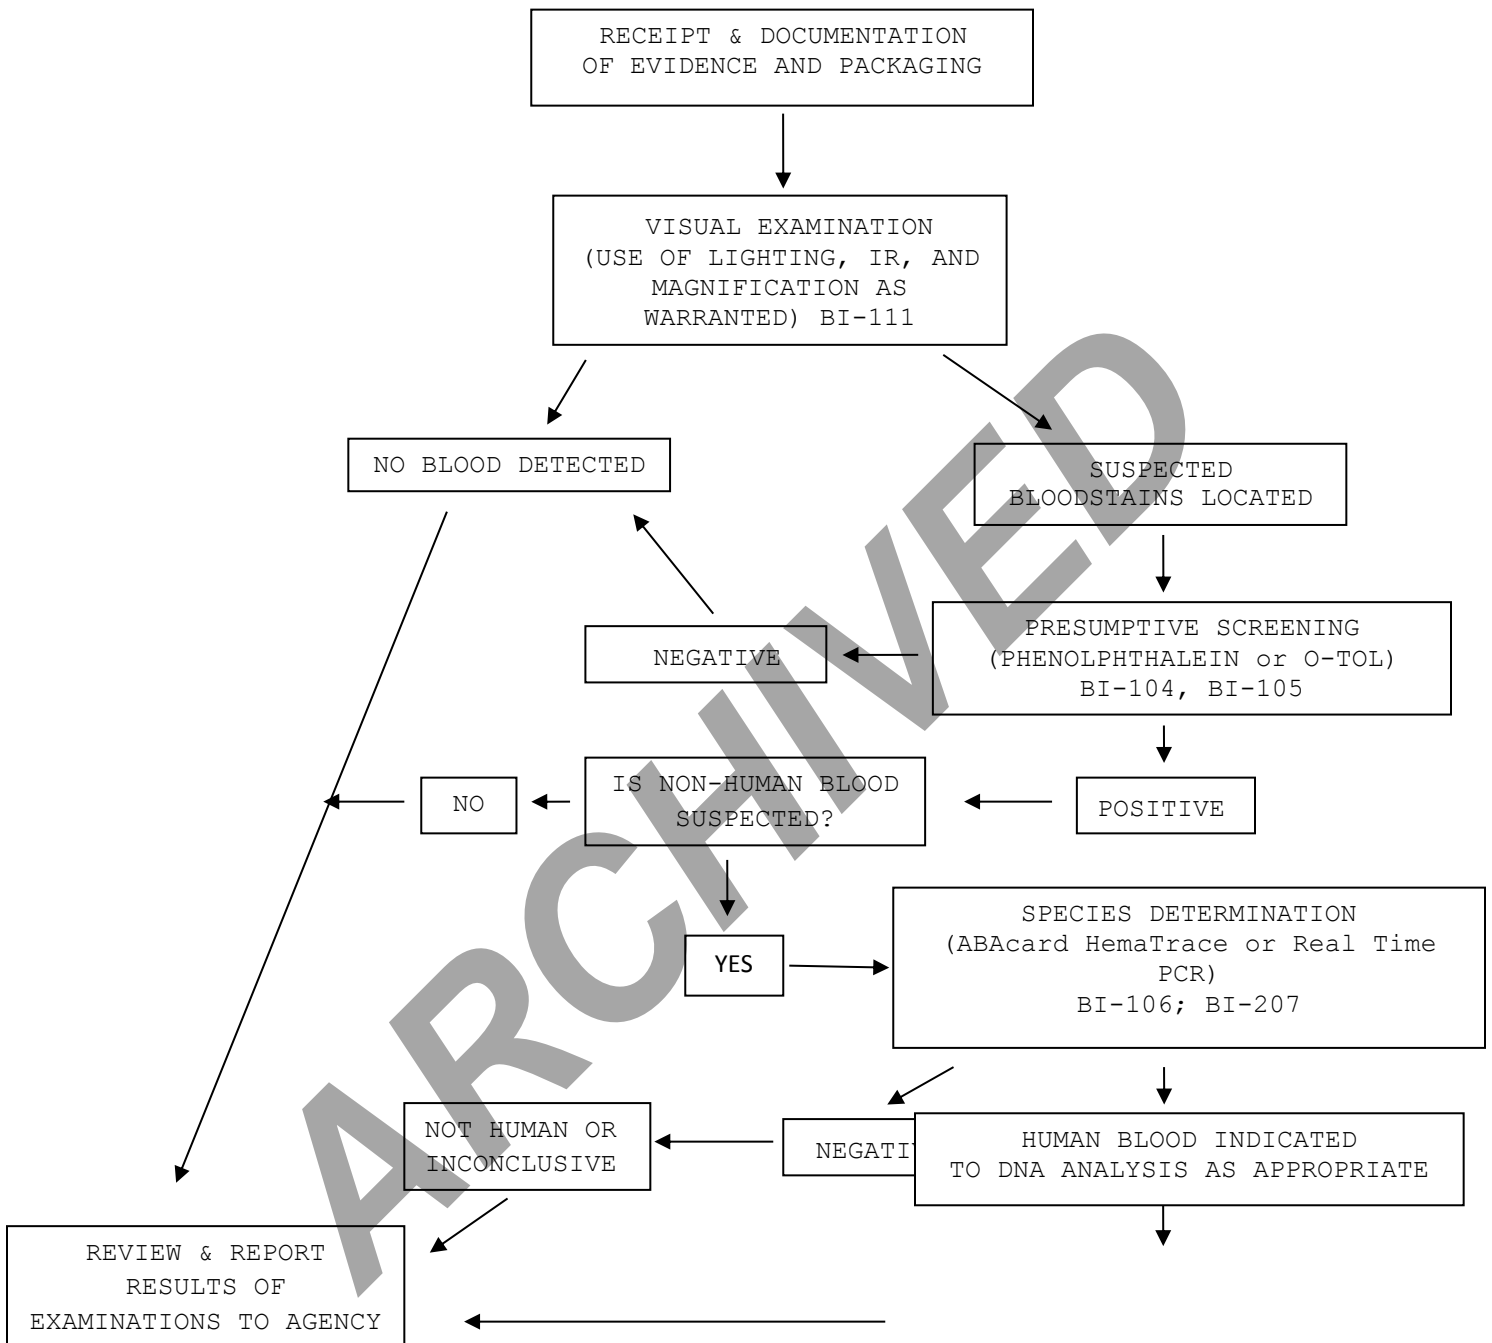 RECEIPT & DOCUMENTATION
OF EVIDENCE AND PACKAGING
VISUAL EXAMINATION
(USE OF LIGHTING, IR, AND
MAGNIFICATION AS
WARRANTED) BI-111
NO BLOOD DETECTED
SUSPECTED
BLOODSTAINS LOCATED
NEGATIVE
PRESUMPTIVE SCREENING
(PHENOLPHTHALEIN or O-TOL)
BI-104, BI-105
NO
IS NON-HUMAN BLOOD
SUSPECTED?
POSITIVE
YES
SPECIES DETERMINATION
(ABAcard HemaTrace or Real Time
PCR)
BI-106; BI-207
NOT HUMAN OR
INCONCLUSIVE
NEGATI
HUMAN BLOOD INDICATED
TO DNA ANALYSIS AS APPROPRIATE
REVIEW & REPORT
RESULTS OF
EXAMINATIONS TO AGENCY
ARCHIVED